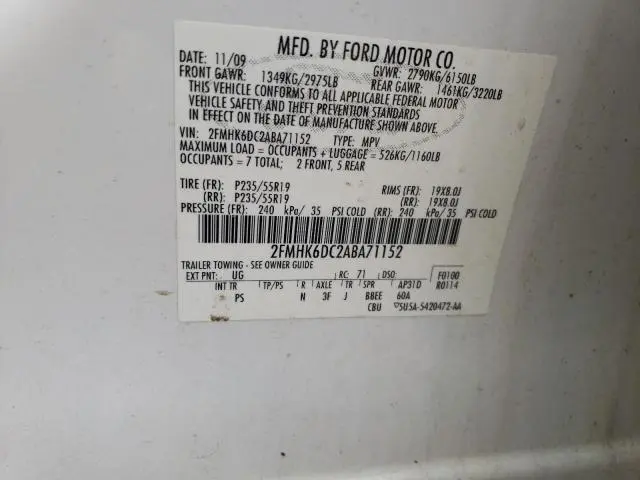 MFD. BY FORD MOTOR CO.
DATE: 11/09 GVWR: 2790KG/6150LB
FRONT GAWR: 1349KG/2975LB REAR GAWR: 1461KG/3220LB
THIS VEHICLE CONFORMS TO ALL APPLICABLE FEDERAL MOTOR
VEHICLE SAFETY AND THEFT PREVENTION STANDARDS
IN EFFECT ON THE DATE OF MANUFACTURE SHOWN ABOVE.
VIN: 2FMHK6DC2ABA71152 TYPE: MPV
MAXIMUM LOAD = OCCUPANTS + LUGGAGE = 526KG/1160LB
OCCUPANTS = 7 TOTAL; 2 FRONT, 5 REAR
TIRE (FR): P235/55R19 RIMS (FR): 19X8.0J
(RR): P235/55R19 (RR): 19X8.0J
PRESSURE (FR): 240 kPa/ 35 PSI COLD (RR): 240 kPa/ 35 PSI COLD
2FMHK6DC2ABA71152
TRAILER TOWING - SEE OWNER GUIDE
EXT PNT: UG RC: 71 DSO: F0100
INT TR TP/PS R AXLE TR SPR AP31D R0114
PS N 3F J BBEE 60A
CBU ▽5U5A-5420472-AA